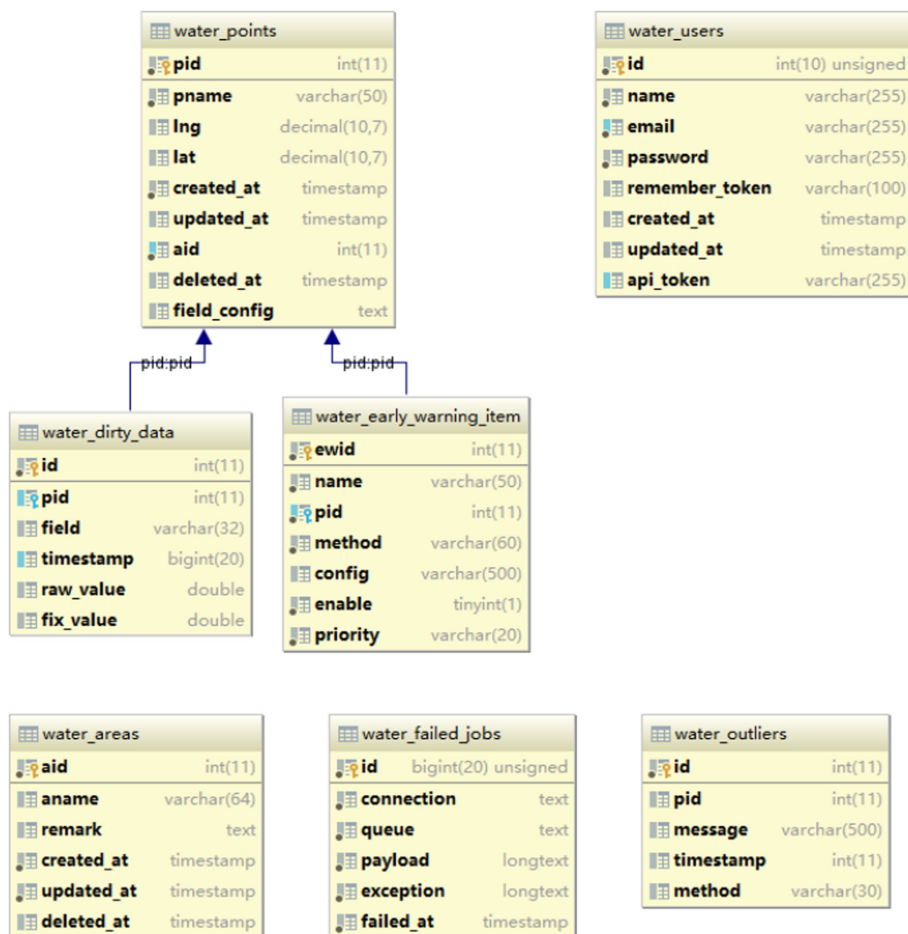 water_points
pid int(11)
pname varchar(50)
lng decimal(10,7)
lat decimal(10,7)
created_at timestamp
updated_at timestamp
aid int(11)
deleted_at timestamp
field_config text
water_users
id int(10) unsigned
name varchar(255)
email varchar(255)
password varchar(255)
remember_token varchar(100)
created_at timestamp
updated_at timestamp
api_token varchar(255)
pid:pid
pid:pid
water_dirty_data
id int(11)
pid int(11)
field varchar(32)
timestamp bigint(20)
raw_value double
fix_value double
water_early_warning_item
ewid int(11)
name varchar(50)
pid int(11)
method varchar(60)
config varchar(500)
enable tinyint(1)
priority varchar(20)
water_areas
aid int(11)
aname varchar(64)
remark text
created_at timestamp
updated_at timestamp
deleted_at timestamp
water_failed_jobs
id bigint(20) unsigned
connection text
queue text
payload longtext
exception longtext
failed_at timestamp
water_outliers
id int(11)
pid int(11)
message varchar(500)
timestamp int(11)
method varchar(30)